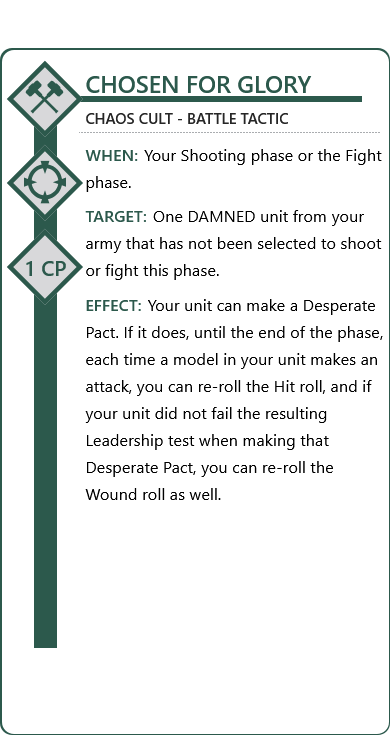 CHOSEN FOR GLORY
CHAOS CULT - BATTLE TACTIC
WHEN: Your Shooting phase or the Fight
phase.
TARGET: One DAMNED unit from your
army that has not been selected to shoot
or fight this phase.
1 CP
EFFECT: Your unit can make a Desperate
Pact. If it does, until the end of the phase,
each time a model in your unit makes an
attack, you can re-roll the Hit roll, and if
your unit did not fail the resulting
Leadership test when making that
Desperate Pact, you can re-roll the
Wound roll as well.